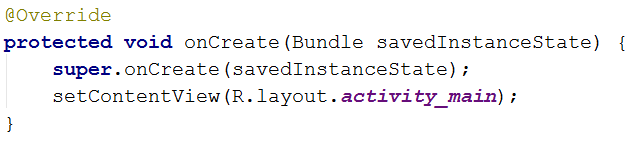 @Override
protected void onCreate(Bundle savedInstanceState) {
    super.onCreate(savedInstanceState);
    setContentView(R.layout.activity_main);
}